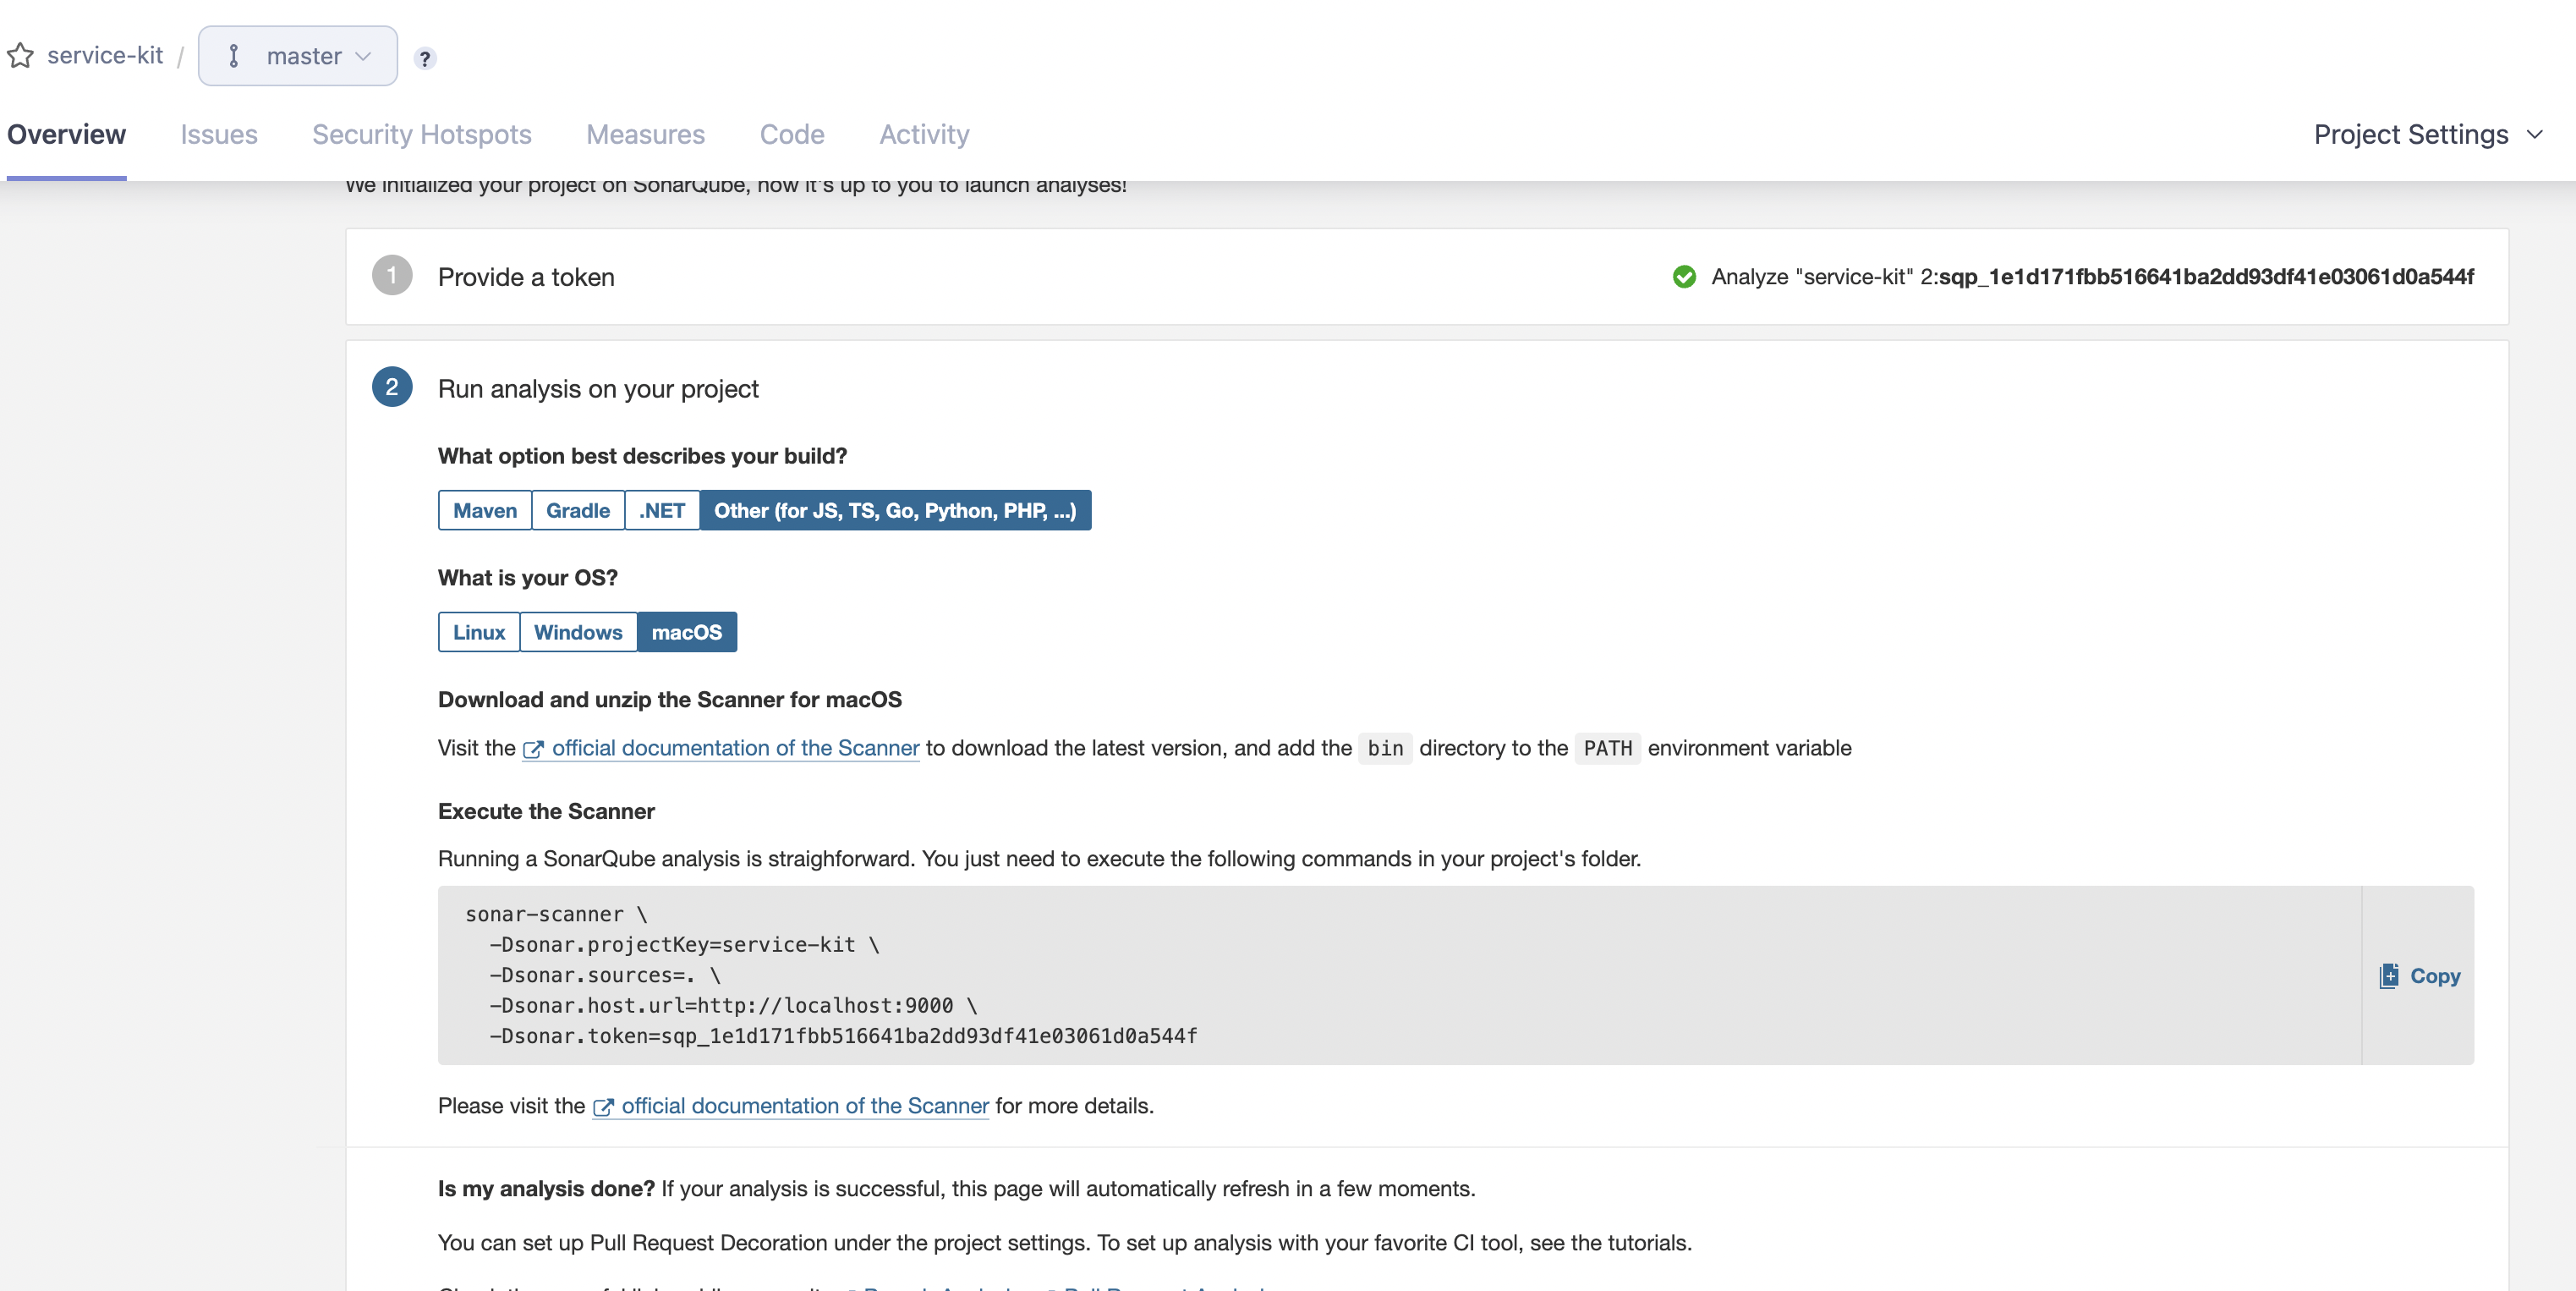 service-kit / master ?
Overview Issues Security Hotspots Measures Code Activity Project Settings
We initialized your project on SonarQube, now it's up to you to launch analyses!
1 Provide a token Analyze "service-kit" 2:sqp_1e1d171fbb516641ba2dd93df41e03061d0a544f
2 Run analysis on your project
What option best describes your build?
Maven Gradle .NET Other (for JS, TS, Go, Python, PHP, ...)
What is your OS?
Linux Windows macOS
Download and unzip the Scanner for macOS
Visit the official documentation of the Scanner to download the latest version, and add the bin directory to the PATH environment variable
Execute the Scanner
Running a SonarQube analysis is straighforward. You just need to execute the following commands in your project's folder.
sonar-scanner \
-Dsonar.projectKey=service-kit \
-Dsonar.sources=. \
-Dsonar.host.url=http://localhost:9000 \
-Dsonar.token=sqp_1e1d171fbb516641ba2dd93df41e03061d0a544f
Copy
Please visit the official documentation of the Scanner for more details.
Is my analysis done? If your analysis is successful, this page will automatically refresh in a few moments.
You can set up Pull Request Decoration under the project settings. To set up analysis with your favorite CI tool, see the tutorials.